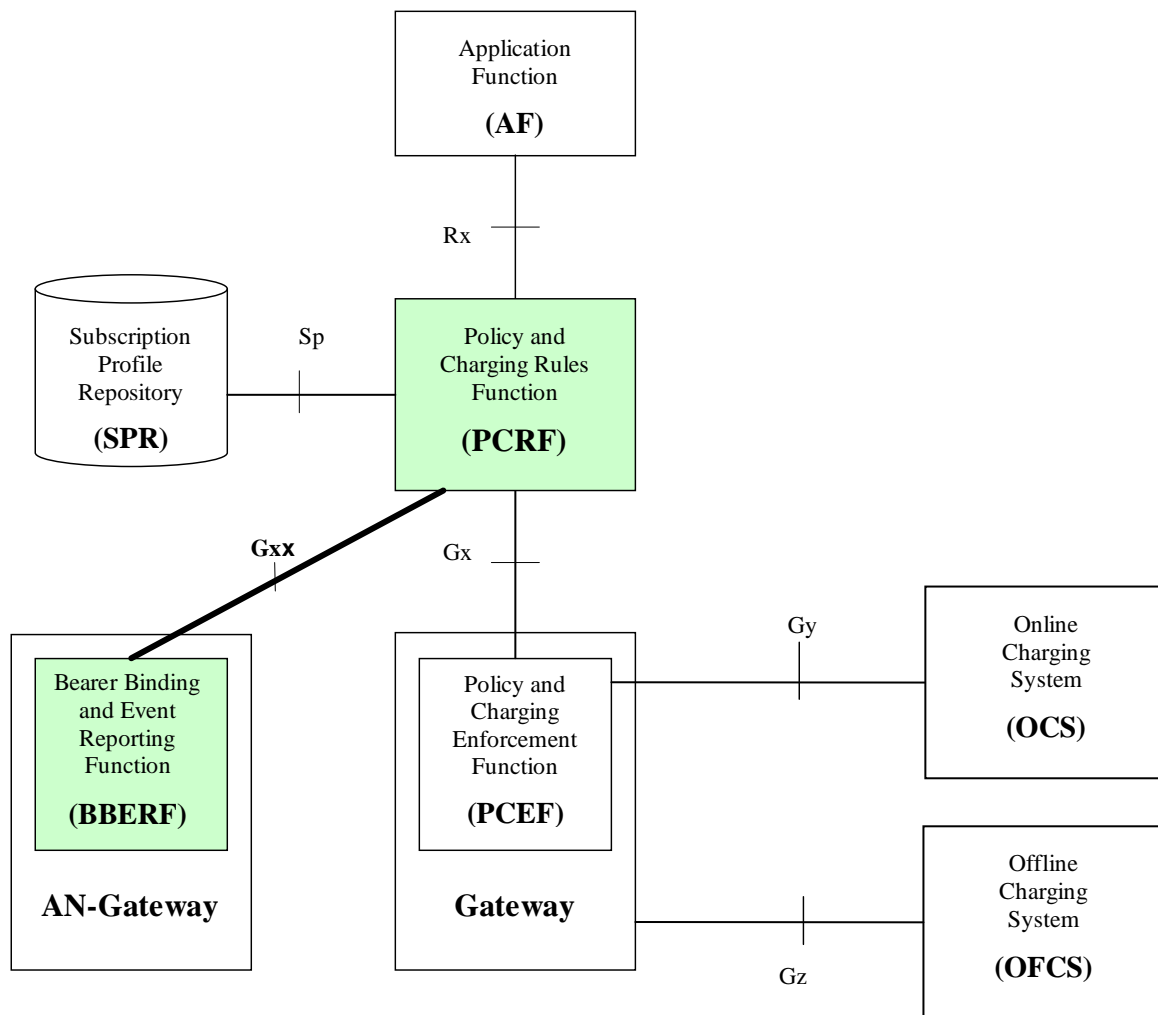 Application
Function
(AF)
Rx
Subscription
Profile
Repository
(SPR)
Sp
Policy and
Charging Rules
Function
(PCRF)
Gxx
Gx
Bearer Binding
and Event
Reporting
Function
(BBERF)
AN-Gateway
Policy and
Charging
Enforcement
Function
(PCEF)
Gateway
Gy
Online
Charging
System
(OCS)
Gz
Offline
Charging
System
(OFCS)